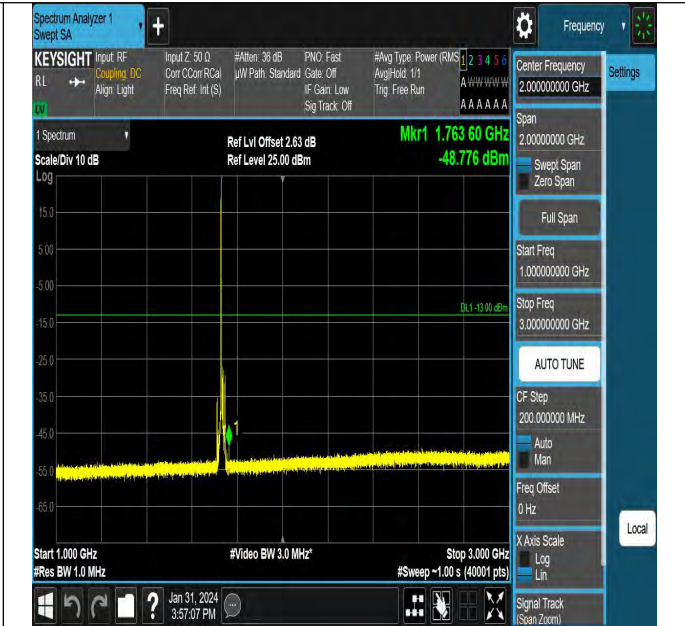 Spectrum Analyzer 1
Swept SA
+
Frequency
KEYSIGHT
RL
Input: RF
Coupling: DC
Align: Light
Input Z: 50 Ω
Corr CCorr RCal
Freq Ref: Int (S)
#Atten: 36 dB
µW Path: Standard
PNO: Fast
Gate: Off
IF Gain: Low
Sig Track: Off
#Avg Type: Power (RMS
Avg|Hold: 1/1
Trig: Free Run
1 2 3 4 5 6
A W W W W W
A A A A A A
Settings
Center Frequency
2.000000000 GHz
Span
2.00000000 GHz
Swept Span
Zero Span
Full Span
Start Freq
1.000000000 GHz
Stop Freq
3.000000000 GHz
AUTO TUNE
CF Step
200.000000 MHz
Auto
Man
Freq Offset
0 Hz
X Axis Scale
Log
Lin
Signal Track
(Span Zoom)
Local
1 Spectrum
Scale/Div 10 dB
Log
Ref Lvl Offset 2.63 dB
Ref Level 25.00 dBm
Mkr1 1.763 60 GHz
-48.776 dBm
15.0
5.00
-5.00
-15.0
-25.0
-35.0
-45.0
-55.0
-65.0
DL1 -13.00 dBm
1
Start 1.000 GHz
#Res BW 1.0 MHz
#Video BW 3.0 MHz*
Stop 3.000 GHz
#Sweep ~1.00 s (40001 pts)
?
Jan 31, 2024
3:57:07 PM